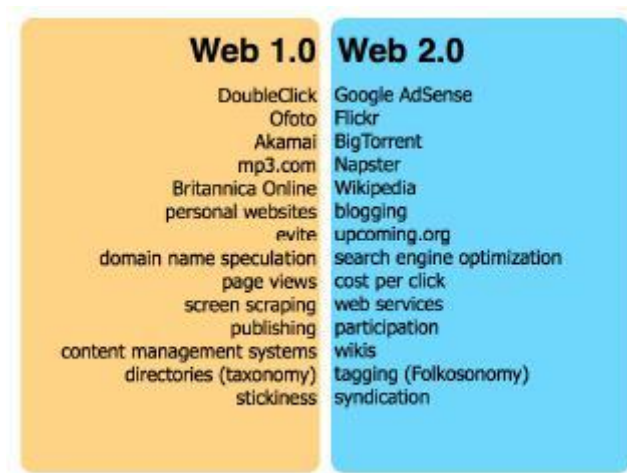 Web 1.0 Web 2.0
DoubleClick Google AdSense
Ofoto Flickr
Akamai BigTorrent
mp3.com Napster
Britannica Online Wikipedia
personal websites blogging
evite upcoming.org
domain name speculation search engine optimization
page views cost per click
screen scraping web services
publishing participation
content management systems wikis
directories (taxonomy) tagging (Folkosonomy)
stickiness syndication